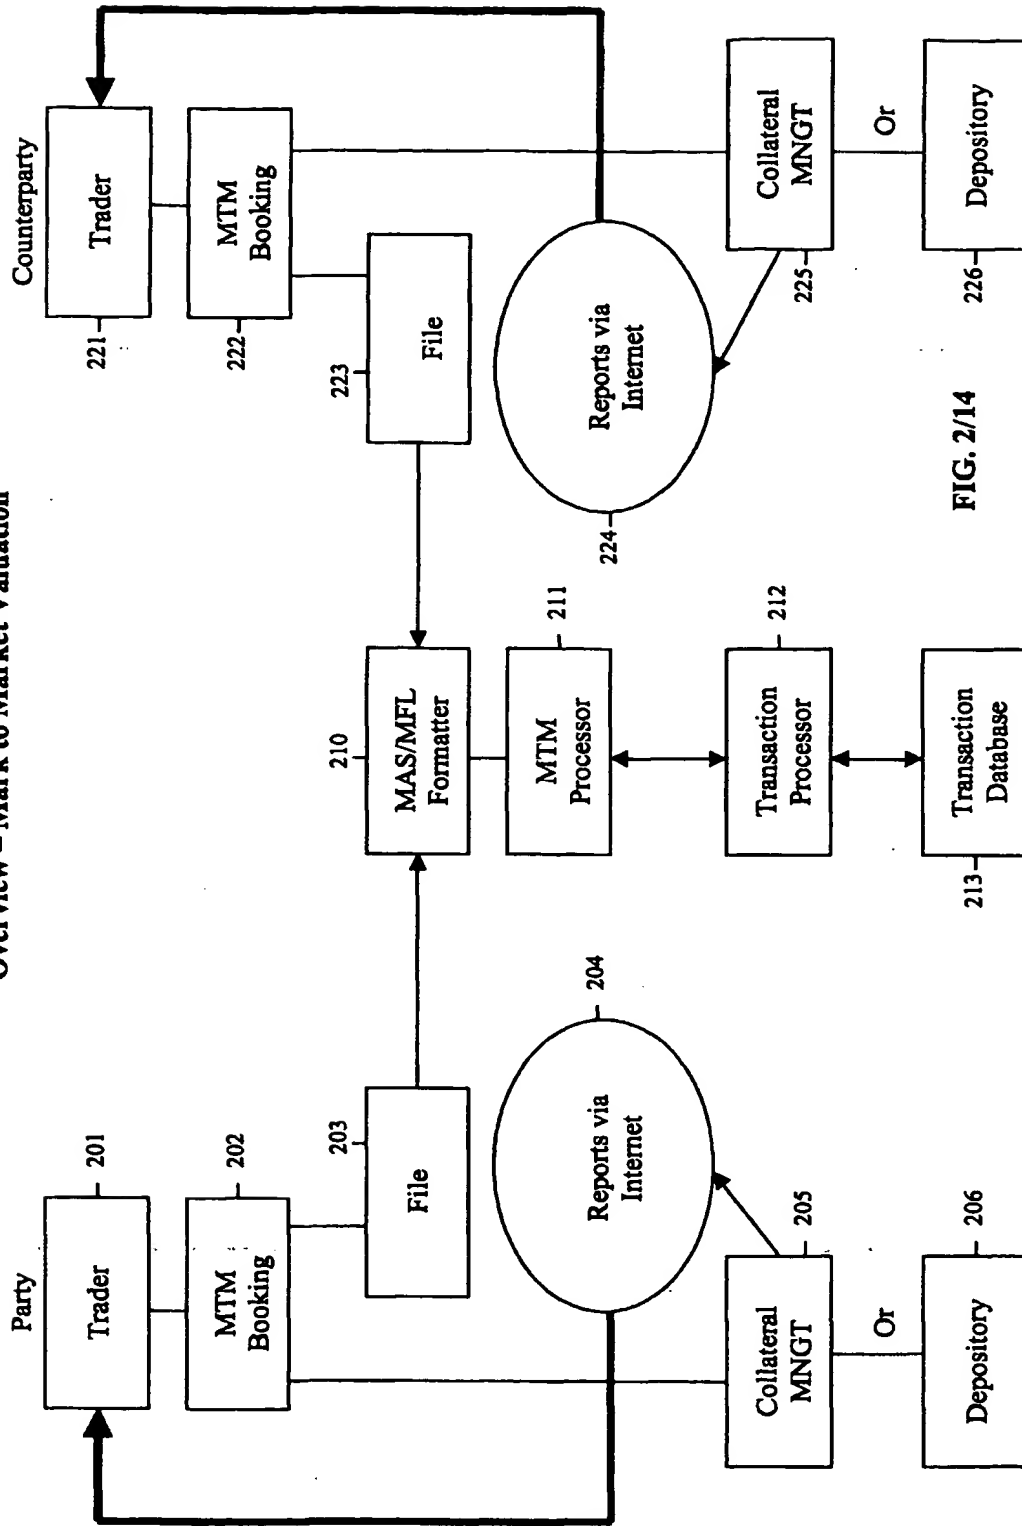 Overview – Mark to Market Valuation
Party
Counterparty
Trader
201
Trader
221
MTM
Booking
202
MTM
Booking
222
File
203
MAS/MFL
Formatter
210
File
223
MTM
Processor
211
Reports via
Internet
204
Reports via
Internet
224
Collateral
MNGT
205
Transaction
Processor
212
Collateral
MNGT
225
Or
Or
Depository
206
Transaction
Database
213
Depository
226
FIG. 2/14